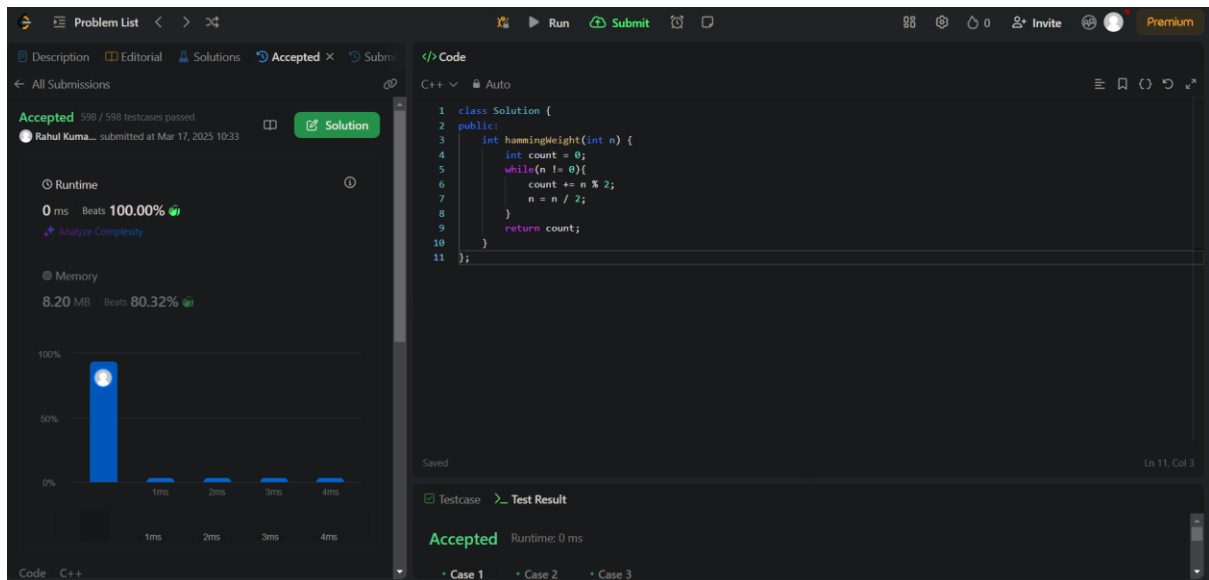 Problem List Run Submit 0 Invite Premium
Description Editorial Solutions Accepted × Subm
← All Submissions
Accepted 598 / 598 testcases passed
Rahul Kuma... submitted at Mar 17, 2025 10:33
Solution
Runtime
0 ms Beats 100.00%
Analyze Complexity
Memory
8.20 MB Beats 80.32%
100%
50%
0%
1ms 2ms 3ms 4ms
1ms 2ms 3ms 4ms
Code C++
</> Code
C++ Auto
1 class Solution {
2 public:
3 int hammingWeight(int n) {
4 int count = 0;
5 while(n != 0){
6 count += n % 2;
7 n = n / 2;
8 }
9 return count;
10 }
11 };
Saved Ln 11, Col 3
Testcase >_ Test Result
Accepted Runtime: 0 ms
• Case 1 • Case 2 • Case 3